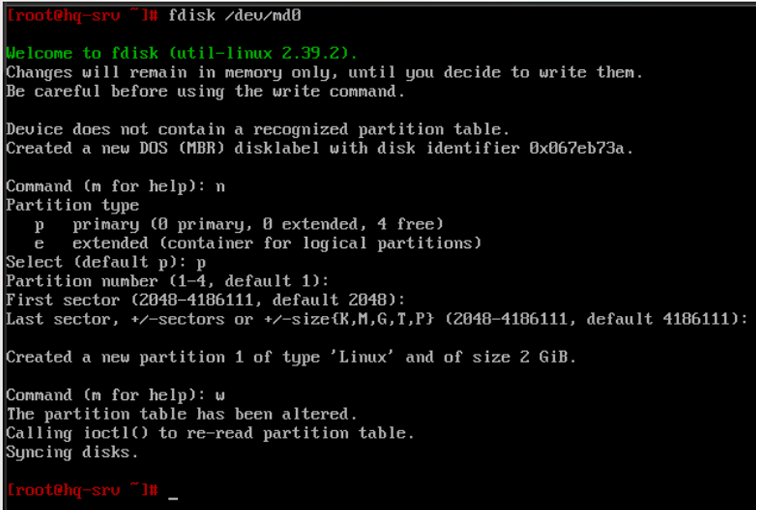 [root@hq-srv ~]# fdisk /dev/md0
Welcome to fdisk (util-linux 2.39.2).
Changes will remain in memory only, until you decide to write them.
Be careful before using the write command.
Device does not contain a recognized partition table.
Created a new DOS (MBR) disklabel with disk identifier 0x067eb73a.
Command (m for help): n
Partition type
p primary (0 primary, 0 extended, 4 free)
e extended (container for logical partitions)
Select (default p): p
Partition number (1-4, default 1):
First sector (2048-4186111, default 2048):
Last sector, +/-sectors or +/-size{K,M,G,T,P} (2048-4186111, default 4186111):
Created a new partition 1 of type 'Linux' and of size 2 GiB.
Command (m for help): w
The partition table has been altered.
Calling ioctl() to re-read partition table.
Syncing disks.
[root@hq-srv ~]# _